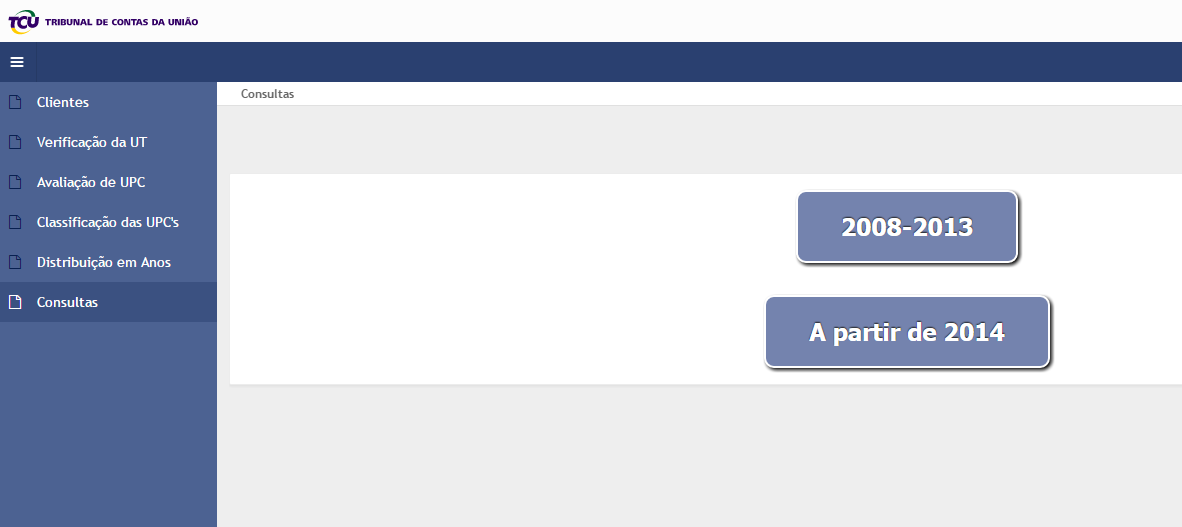 TCU TRIBUNAL DE CONTAS DA UNIÃO
Clientes
Verificação da UT
Avaliação de UPC
Classificação das UPC's
Distribuição em Anos
Consultas
Consultas
2008-2013
A partir de 2014